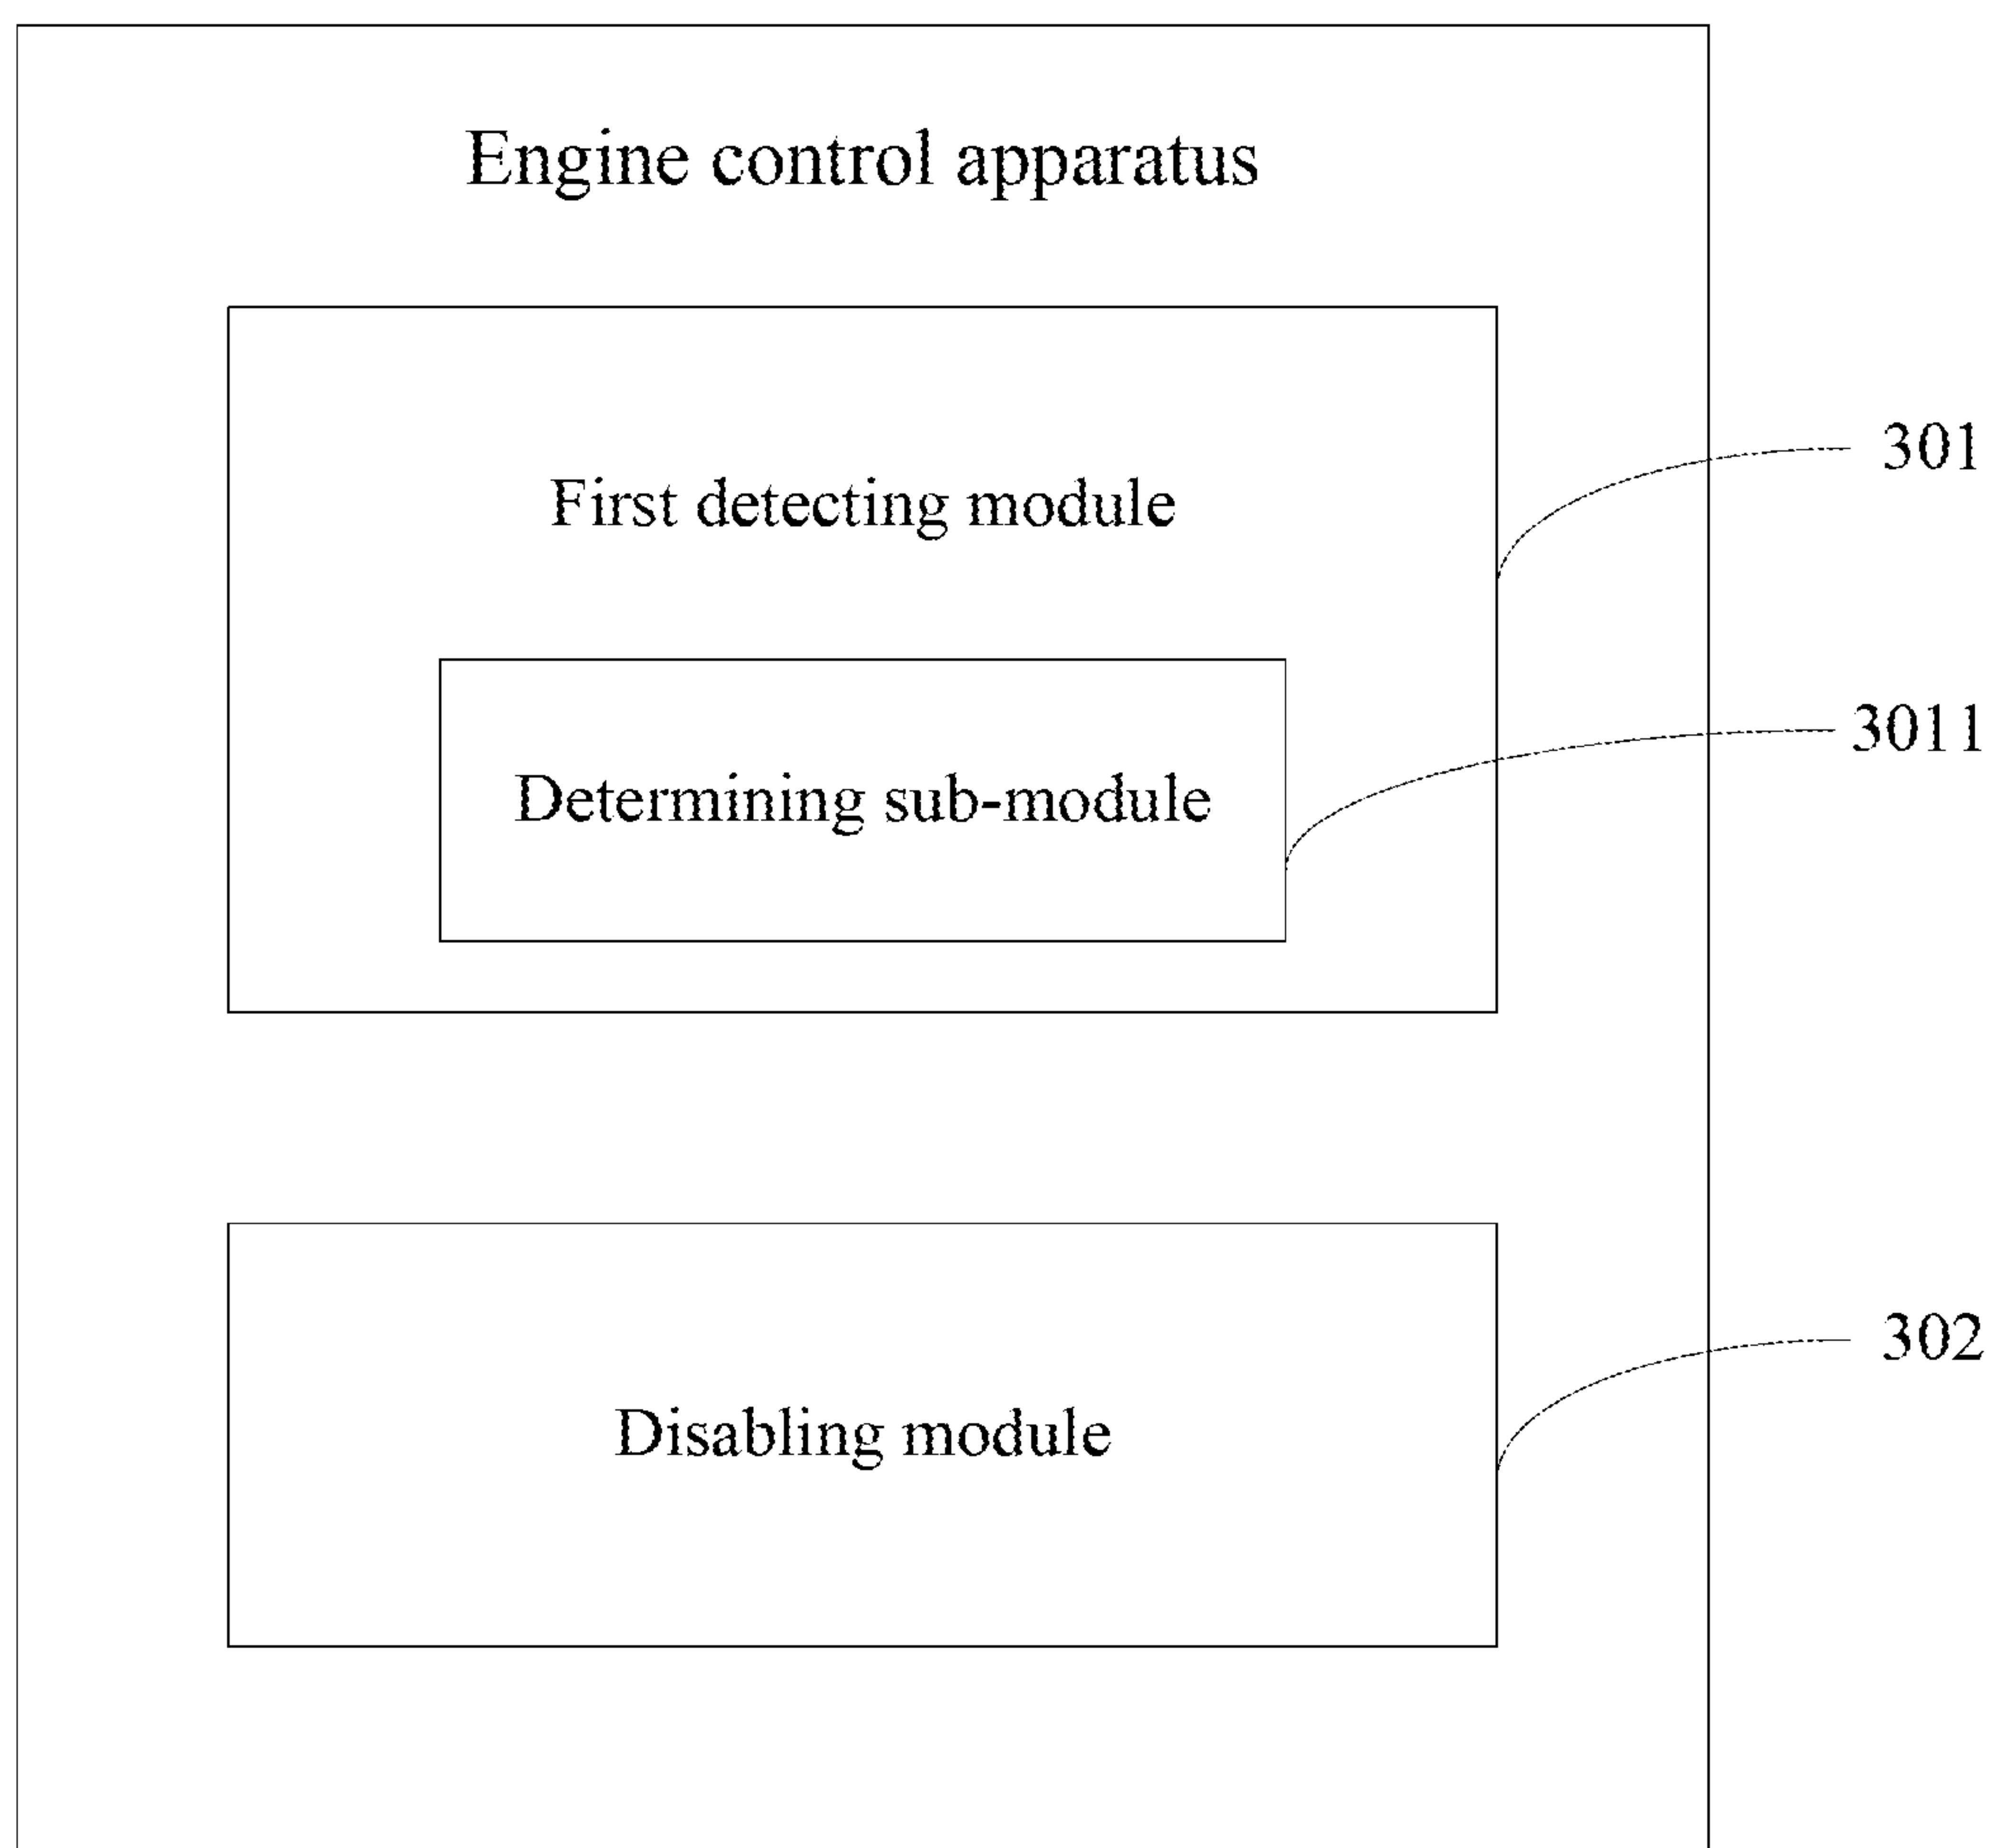 Engine control apparatus
301
First detecting module
3011
Determining sub-module
302
Disabling module